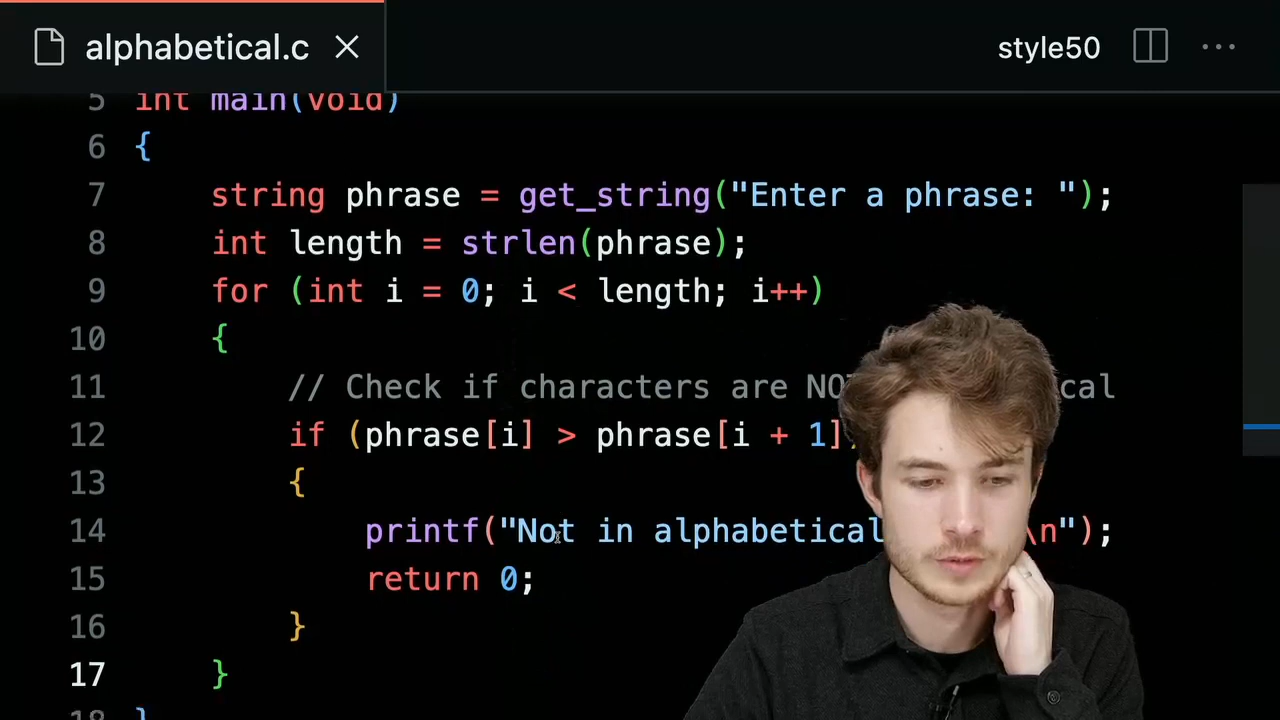 alphabetical.c
style50
5 int main(void)
6 {
7 string phrase = get_string("Enter a phrase: ");
8 int length = strlen(phrase);
9 for (int i = 0; i < length; i++)
10 {
11 // Check if characters are
12 if (phrase[i] > phrase[i + 1]
13 {
14 printf("Not in alphabetical \n");
15 return 0;
16 }
17 }
18 }